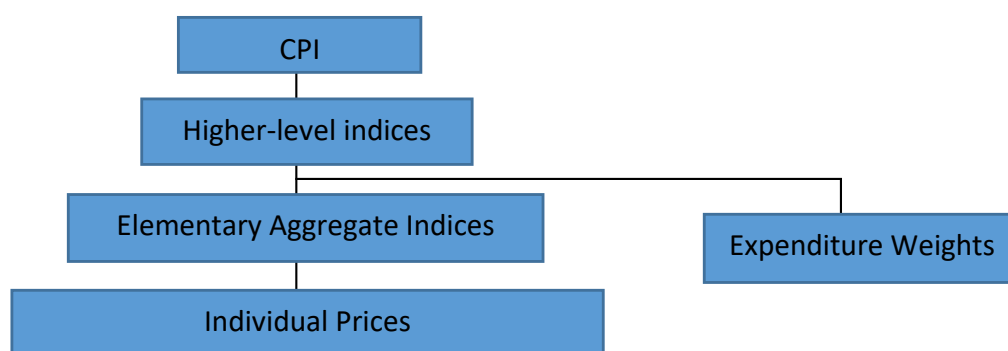 CPI
Higher-level indices
Elementary Aggregate Indices
Expenditure Weights
Individual Prices